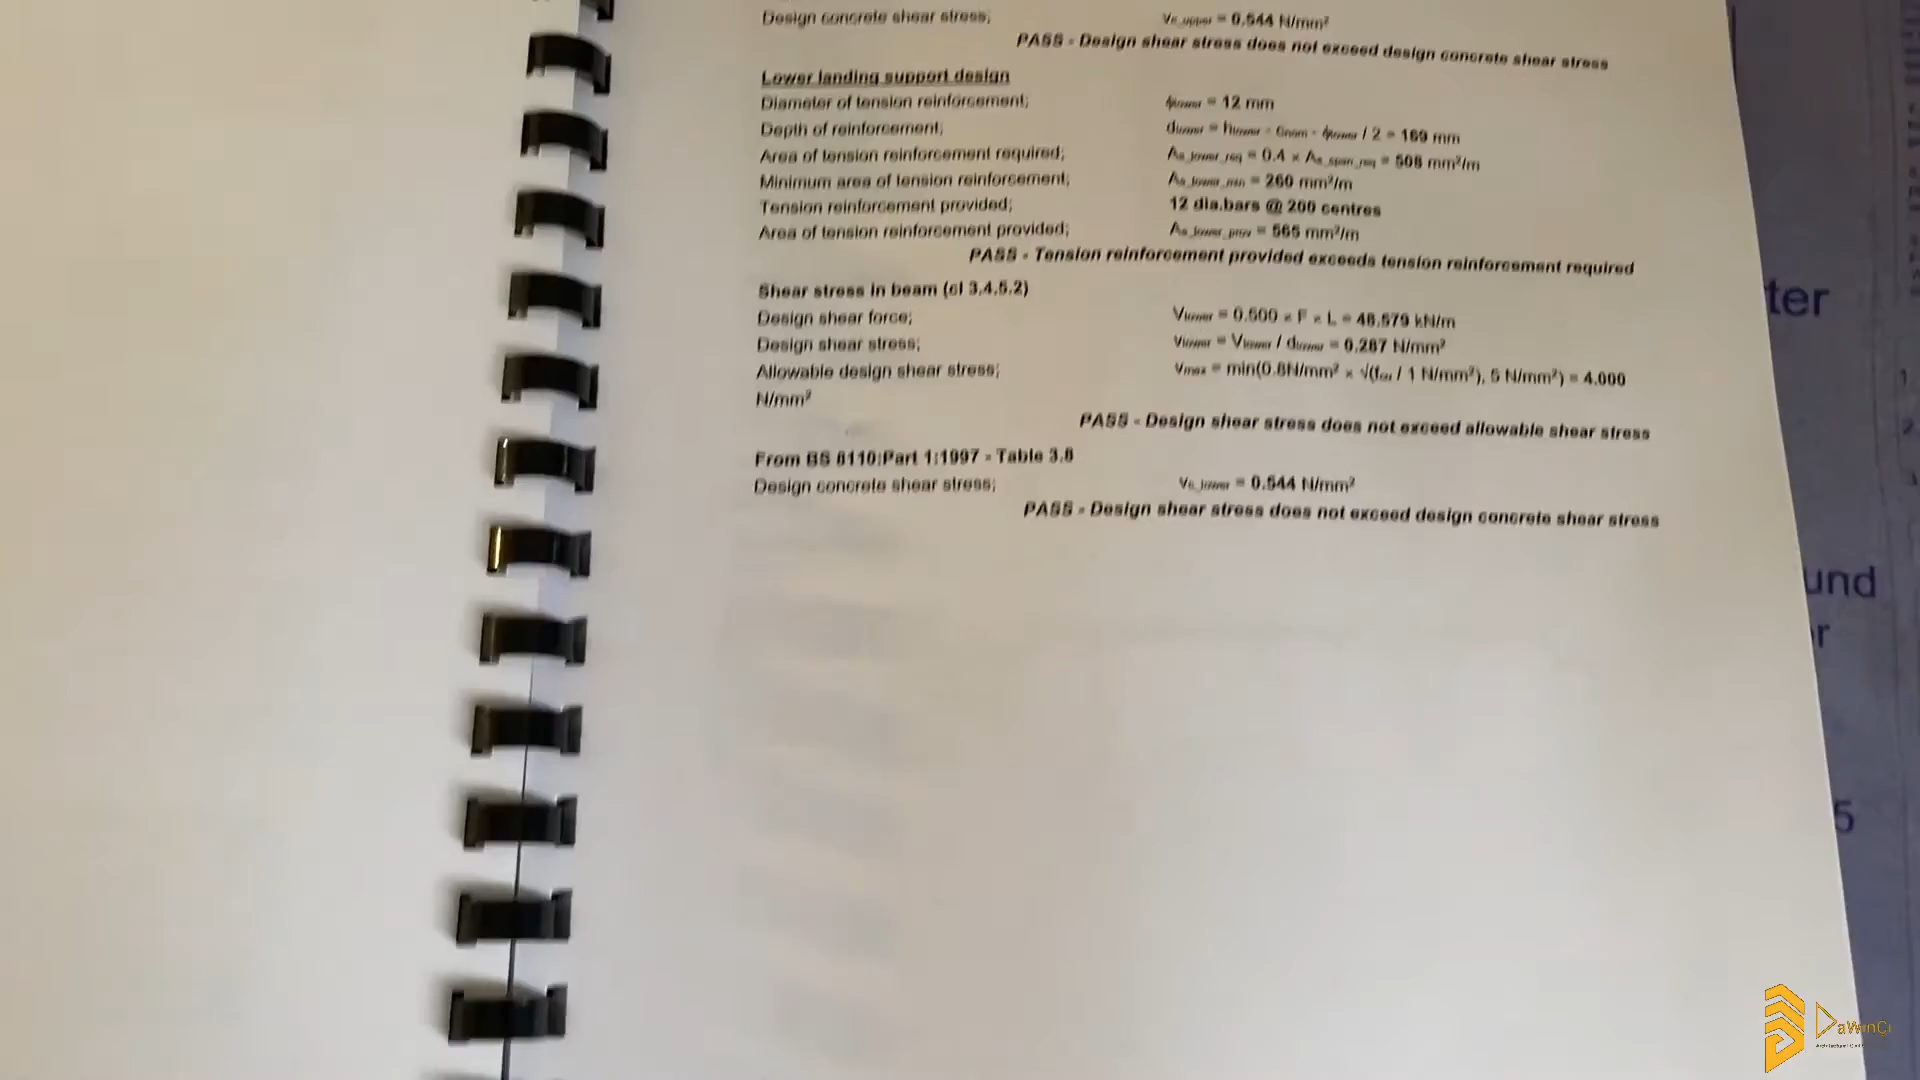 Design concrete shear stress; vc_upper = 0.544 N/mm²
PASS - Design shear stress does not exceed design concrete shear stress
Lower landing support design
Diameter of tension reinforcement; ϕlower = 12 mm
Depth of reinforcement; dlower = hlower - cnom - ϕlower / 2 = 169 mm
Area of tension reinforcement required; As_lower_req = 0.4 × As_span_req = 508 mm²/m
Minimum area of tension reinforcement; As_lower_min = 260 mm²/m
Tension reinforcement provided; 12 dia.bars @ 200 centres
Area of tension reinforcement provided; As_lower_prov = 565 mm²/m
PASS - Tension reinforcement provided exceeds tension reinforcement required
Shear stress in beam (cl 3.4.5.2)
Design shear force; Vlower = 0.500 × F × L = 48.579 kN/m
Design shear stress; vlower = Vlower / dlower = 0.287 N/mm²
Allowable design shear stress; vmax = min(0.8N/mm² × √(fcu / 1 N/mm²), 5 N/mm²) = 4.000
N/mm²
PASS - Design shear stress does not exceed allowable shear stress
From BS 8110:Part 1:1997 - Table 3.8
Design concrete shear stress; vc_lower = 0.544 N/mm²
PASS - Design shear stress does not exceed design concrete shear stress
ter
und
r
5
1.
2.
DaWinCi